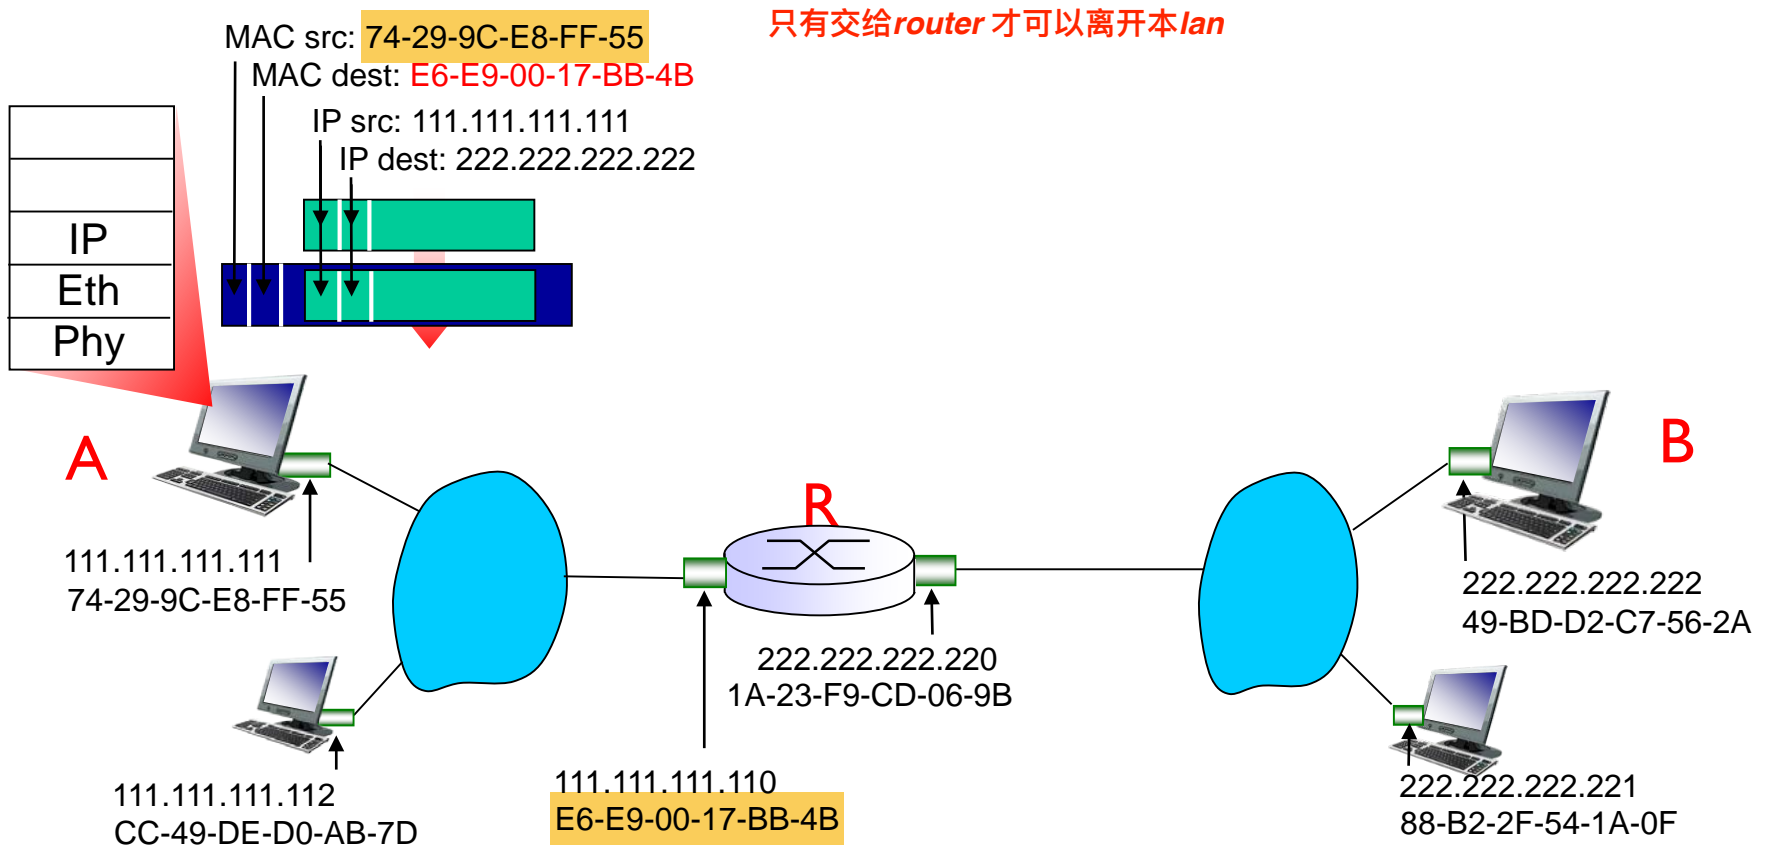 只有交给router 才可以离开本lan
MAC src: 74-29-9C-E8-FF-55
MAC dest: E6-E9-00-17-BB-4B
IP src: 111.111.111.111
IP dest: 222.222.222.222
IP
Eth
Phy
A
B
R
111.111.111.111
74-29-9C-E8-FF-55
222.222.222.222
49-BD-D2-C7-56-2A
222.222.222.220
1A-23-F9-CD-06-9B
111.111.111.112
CC-49-DE-D0-AB-7D
111.111.111.110
E6-E9-00-17-BB-4B
222.222.222.221
88-B2-2F-54-1A-0F